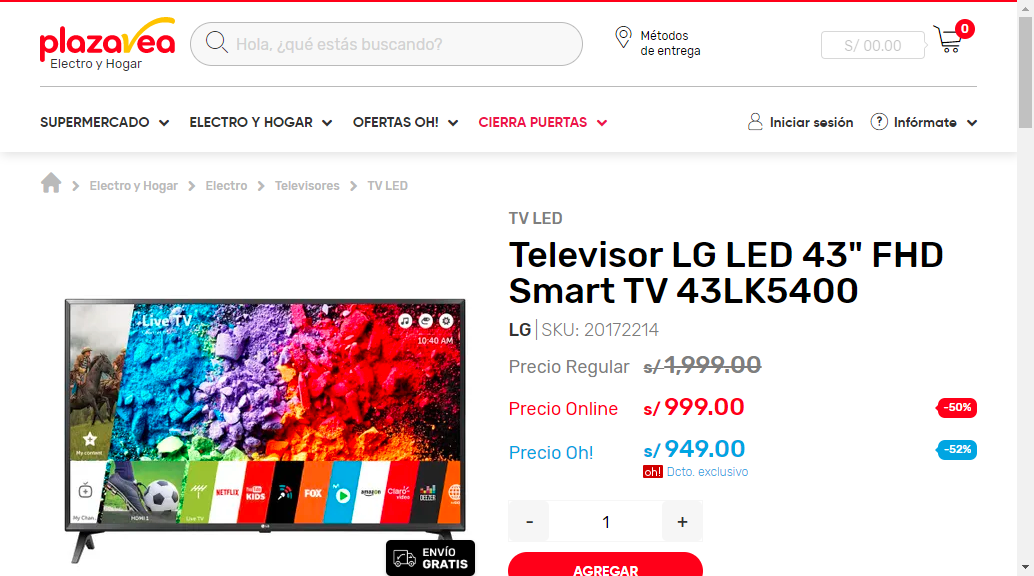 plazavea
Electro y Hogar
Hola, ¿qué estás buscando?
Métodos
de entrega
S/ 00.00
0
SUPERMERCADO
ELECTRO Y HOGAR
OFERTAS OH!
CIERRA PUERTAS
Iniciar sesión
? Infórmate
Electro y Hogar
Electro
Televisores
TV LED
TV LED
Televisor LG LED 43" FHD
Smart TV 43LK5400
LG | SKU: 20172214
Precio Regular s/ 1,999.00
Precio Online s/ 999.00 -50%
Precio Oh! s/ 949.00 -52%
oh! Dcto. exclusivo
- 1 +
AGREGAR
Live TV
10:40 AM
My content
My Chan..
HDMI 1
Live TV
NETFLIX
YouTube
KIDS
FOX
amazon
Claro
video
DEEZER
LG
ENVÍO
GRATIS